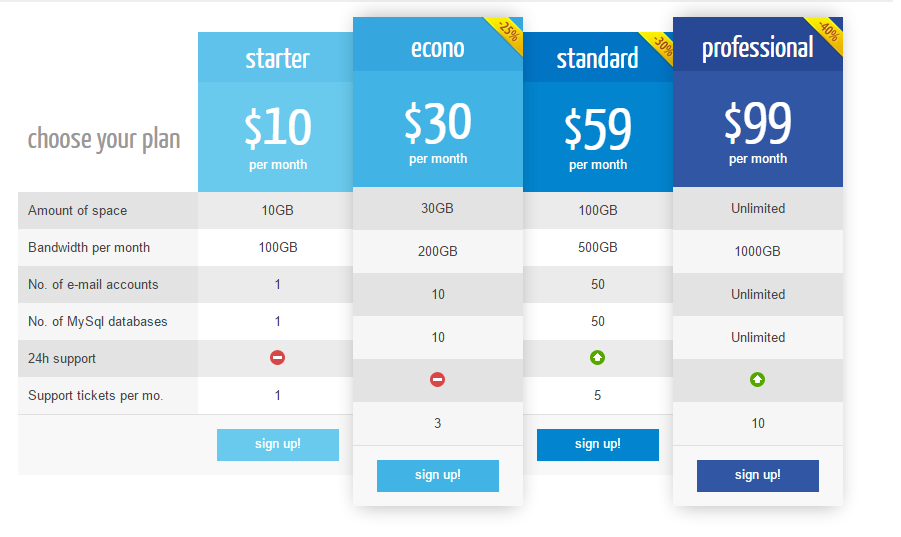 starter
econo
-25%
standard
-30%
professional
-40%
choose your plan
$10
per month
$30
per month
$59
per month
$99
per month
Amount of space 10GB 30GB 100GB Unlimited
Bandwidth per month 100GB 200GB 500GB 1000GB
No. of e-mail accounts 1 10 50 Unlimited
No. of MySql databases 1 10 50 Unlimited
24h support
Support tickets per mo. 1 3 5 10
sign up! sign up! sign up! sign up!